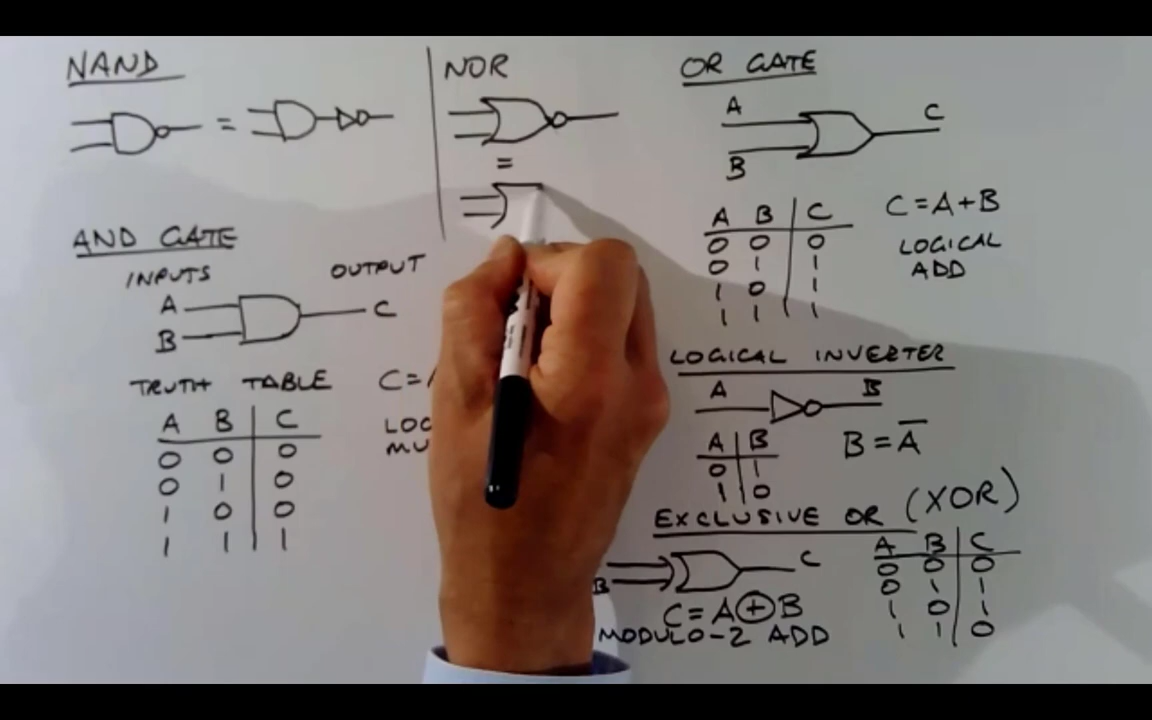 NAND
=
AND GATE
INPUTS OUTPUT
A
B
C
TRUTH TABLE
A B C
0 0 0
0 1 0
1 0 0
1 1 1
C=
NOR
=
OR GATE
A
B
C
A B C
0 0 0
0 1 1
1 0 1
1 1 1
C=A+B
LOGICAL
ADD
LOGICAL INVERTER
A B
A B
0 1
1 0
B = A̅
EXCLUSIVE OR (XOR)
B
C
C=A⊕B
MODULO-2 ADD
A B C
0 0 0
0 1 1
1 0 1
1 1 0